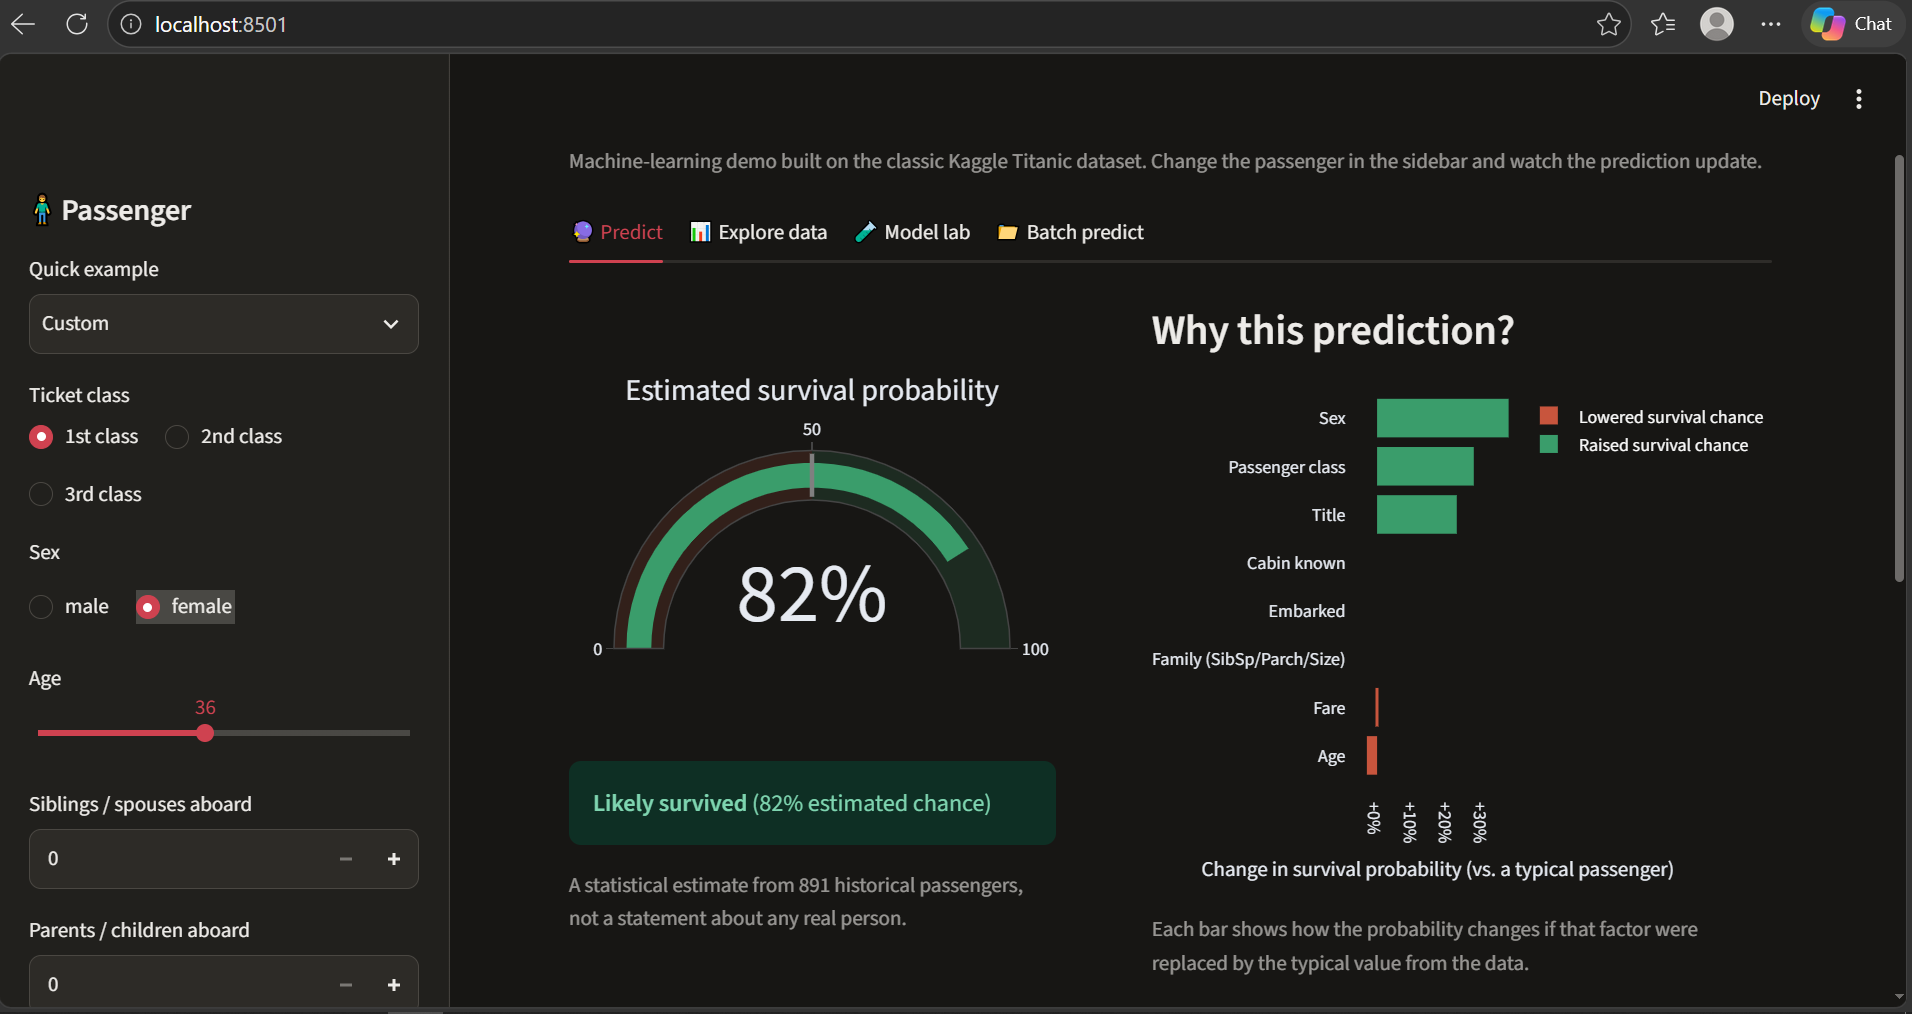 localhost:8501
Chat
Deploy
Machine-learning demo built on the classic Kaggle Titanic dataset. Change the passenger in the sidebar and watch the prediction update.
Passenger
Quick example
Custom
Ticket class
1st class
2nd class
3rd class
Sex
male
female
Age
36
Siblings / spouses aboard
0
Parents / children aboard
0
Predict
Explore data
Model lab
Batch predict
Estimated survival probability
50
82%
0
100
Likely survived (82% estimated chance)
A statistical estimate from 891 historical passengers,
not a statement about any real person.
Why this prediction?
Sex
Passenger class
Title
Cabin known
Embarked
Family (SibSp/Parch/Size)
Fare
Age
Lowered survival chance
Raised survival chance
+0%
+10%
+20%
+30%
Change in survival probability (vs. a typical passenger)
Each bar shows how the probability changes if that factor were
replaced by the typical value from the data.